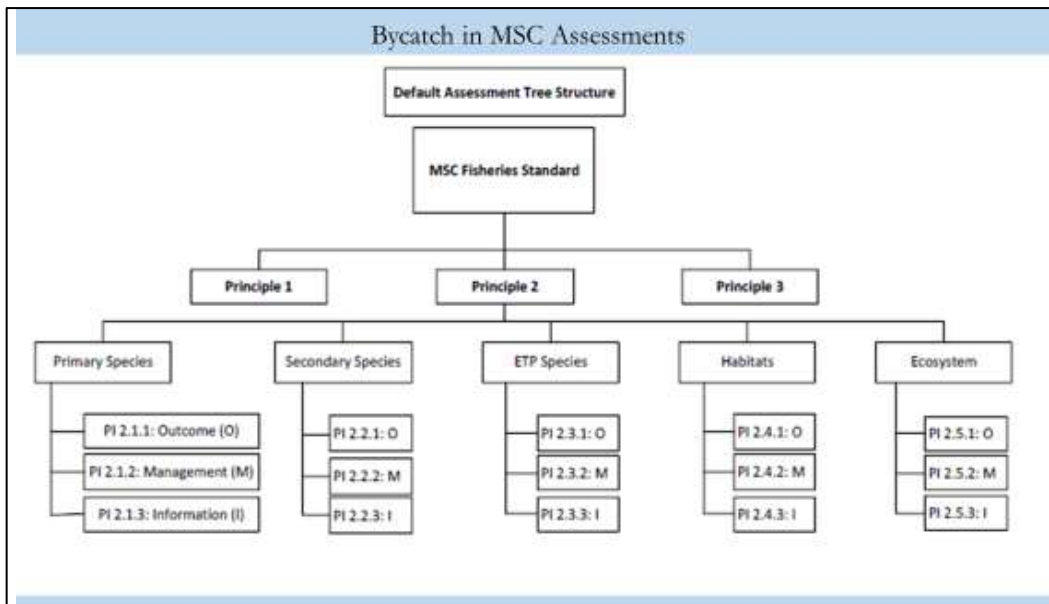 Bycatch in MSC Assessments
Default Assessment Tree Structure
MSC Fisheries Standard
Principle 1
Principle 2
Principle 3
Primary Species
Secondary Species
ETP Species
Habitats
Ecosystem
PI 2.1.1: Outcome (O)
PI 2.1.2: Management (M)
PI 2.1.3: Information (I)
PI 2.2.1: O
PI 2.2.2: M
PI 2.2.3: I
PI 2.3.1: O
PI 2.3.2: M
PI 2.3.3: I
PI 2.4.1: O
PI 2.4.2: M
PI 2.4.3: I
PI 2.5.1: O
PI 2.5.2: M
PI 2.5.3: I